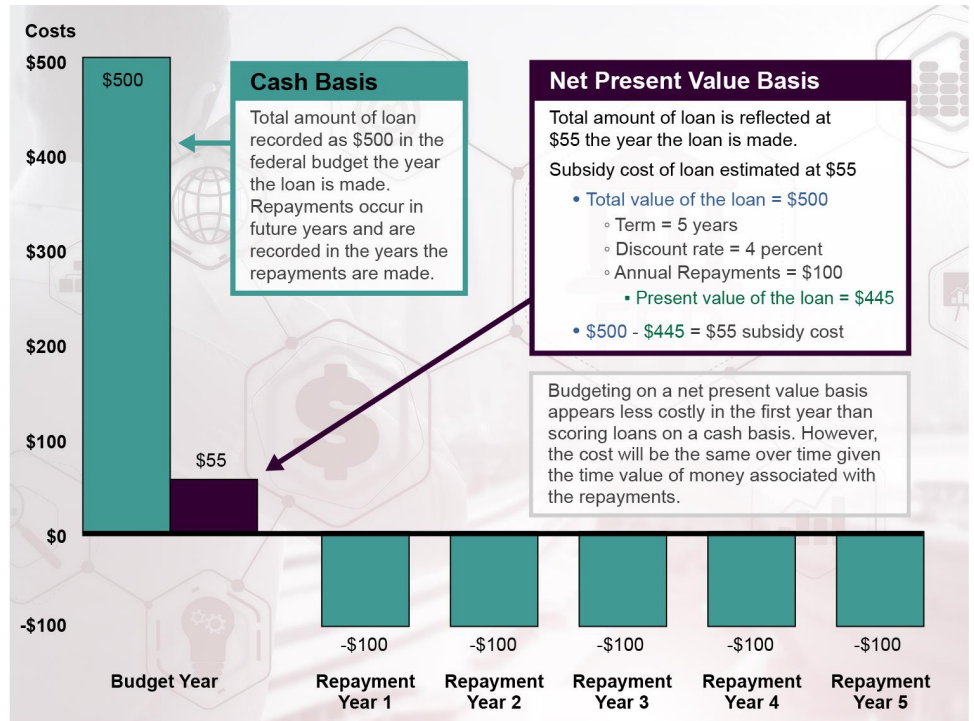 Costs
$500
$400
$300
$200
$100
$0
-$100
$500
$55
Cash Basis
Total amount of loan
recorded as $500 in the
federal budget the year
the loan is made.
Repayments occur in
future years and are
recorded in the years the
repayments are made.
Net Present Value Basis
Total amount of loan is reflected at
$55 the year the loan is made.
Subsidy cost of loan estimated at $55
• Total value of the loan = $500
◦ Term = 5 years
◦ Discount rate = 4 percent
◦ Annual Repayments = $100
▪ Present value of the loan = $445
• $500 - $445 = $55 subsidy cost
Budgeting on a net present value basis
appears less costly in the first year than
scoring loans on a cash basis. However,
the cost will be the same over time given
the time value of money associated with
the repayments.
-$100
-$100
-$100
-$100
-$100
Budget Year
Repayment
Year 1
Repayment
Year 2
Repayment
Year 3
Repayment
Year 4
Repayment
Year 5